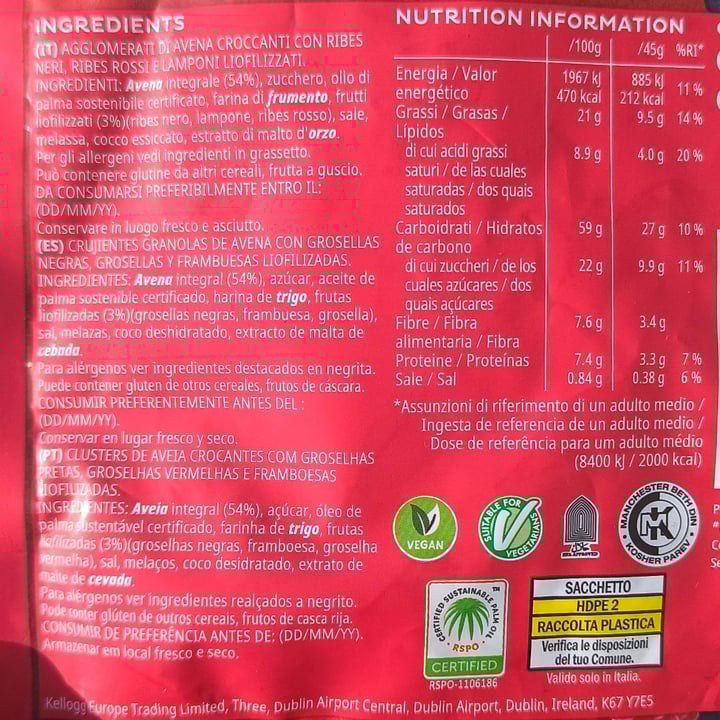 INGREDIENTS
(IT) AGGLOMERATI DI AVENA CROCCANTI CON RIBES
NERI, RIBES ROSSI E LAMPONI LIOFILIZZATI.
INGREDIENTI: Avena integrale (54%), zucchero, olio di
palma sostenibile certificato, farina di frumento, frutti
liofilizzati (3%)(ribes nero, lampone, ribes rosso), sale,
melassa, cocco essiccato, estratto di malto d'orzo.
Per gli allergeni vedi ingredienti in grassetto.
Può contenere glutine da altri cereali, frutta a guscio.
DA CONSUMARSI PREFERIBILMENTE ENTRO IL:
(DD/MM/YY).
Conservare in luogo fresco e asciutto.
(ES) CRUJIENTES GRANOLAS DE AVENA CON GROSELLAS
NEGRAS, GROSELLAS Y FRAMBUESAS LIOFILIZADAS.
INGREDIENTES: Avena integral (54%), azúcar, aceite de
palma sostenible certificado, harina de trigo, frutas
liofilizadas (3%)(grosellas negras, frambuesa, grosella),
sal, melazas, coco deshidratado, extracto de malta de
cebada.
Para alérgenos ver ingredientes destacados en negrita.
Puede contener gluten de otros cereales, frutos de cáscara.
CONSUMIR PREFERENTEMENTE ANTES DEL :
(DD/MM/YY).
Conservar en lugar fresco y seco.
(PT) CLUSTERS DE AVEIA CROCANTES COM GROSELHAS
PRETAS, GROSELHAS VERMELHAS E FRAMBOESAS
LIOFILIZADAS.
INGREDIENTES: Aveia integral (54%), açúcar, óleo de
palma sustentável certificado, farinha de trigo, frutas
liofilizadas (3%)(groselhas negras, framboesa, groselha
vermelha), sal, melaços, coco desidratado, extrato de
malte de cevada.
Para alérgenos ver ingredientes realçados a negrito.
Pode conter glúten de outros cereais, frutos de casca rija.
CONSUMIR DE PREFERÊNCIA ANTES DE: (DD/MM/YY).
Armazenar em local fresco e seco.
NUTRITION INFORMATION
/100g /45g %RI*
Energia / Valor 1967 kJ 885 kJ
energético 470 kcal 212 kcal 11 %
Grassi / Grasas / 21 g 9.5 g 14 %
Lípidos
di cui acidi grassi 8.9 g 4.0 g 20 %
saturi / de las cuales
saturadas / dos quais
saturados
Carboidrati / Hidratos 59 g 27 g 10 %
de carbono
di cui zuccheri / de los 22 g 9.9 g 11 %
cuales azúcares / dos
quais açúcares
Fibre / Fibra 7.6 g 3.4 g
alimentaria / Fibra
Proteine / Proteínas 7.4 g 3.3 g 7 %
Sale / Sal 0.84 g 0.38 g 6 %
*Assunzioni di riferimento di un adulto medio /
Ingesta de referencia de un adulto medio /
Dose de referência para um adulto médio
(8400 kJ / 2000 kcal)
VEGAN
SUITABLE FOR
VEGETARIANS
MANCHESTER BETH DIN
MK
KOSHER PAREV
CERTIFIED SUSTAINABLE PALM OIL
TM
RSPO
CERTIFIED
RSPO-1106186
SACCHETTO
HDPE 2
RACCOLTA PLASTICA
Verifica le disposizioni
del tuo Comune.
Valido solo in Italia.
Kellogg Europe Trading Limited, Three, Dublin Airport Central, Dublin Airport, Dublin, Ireland, K67 Y7E5